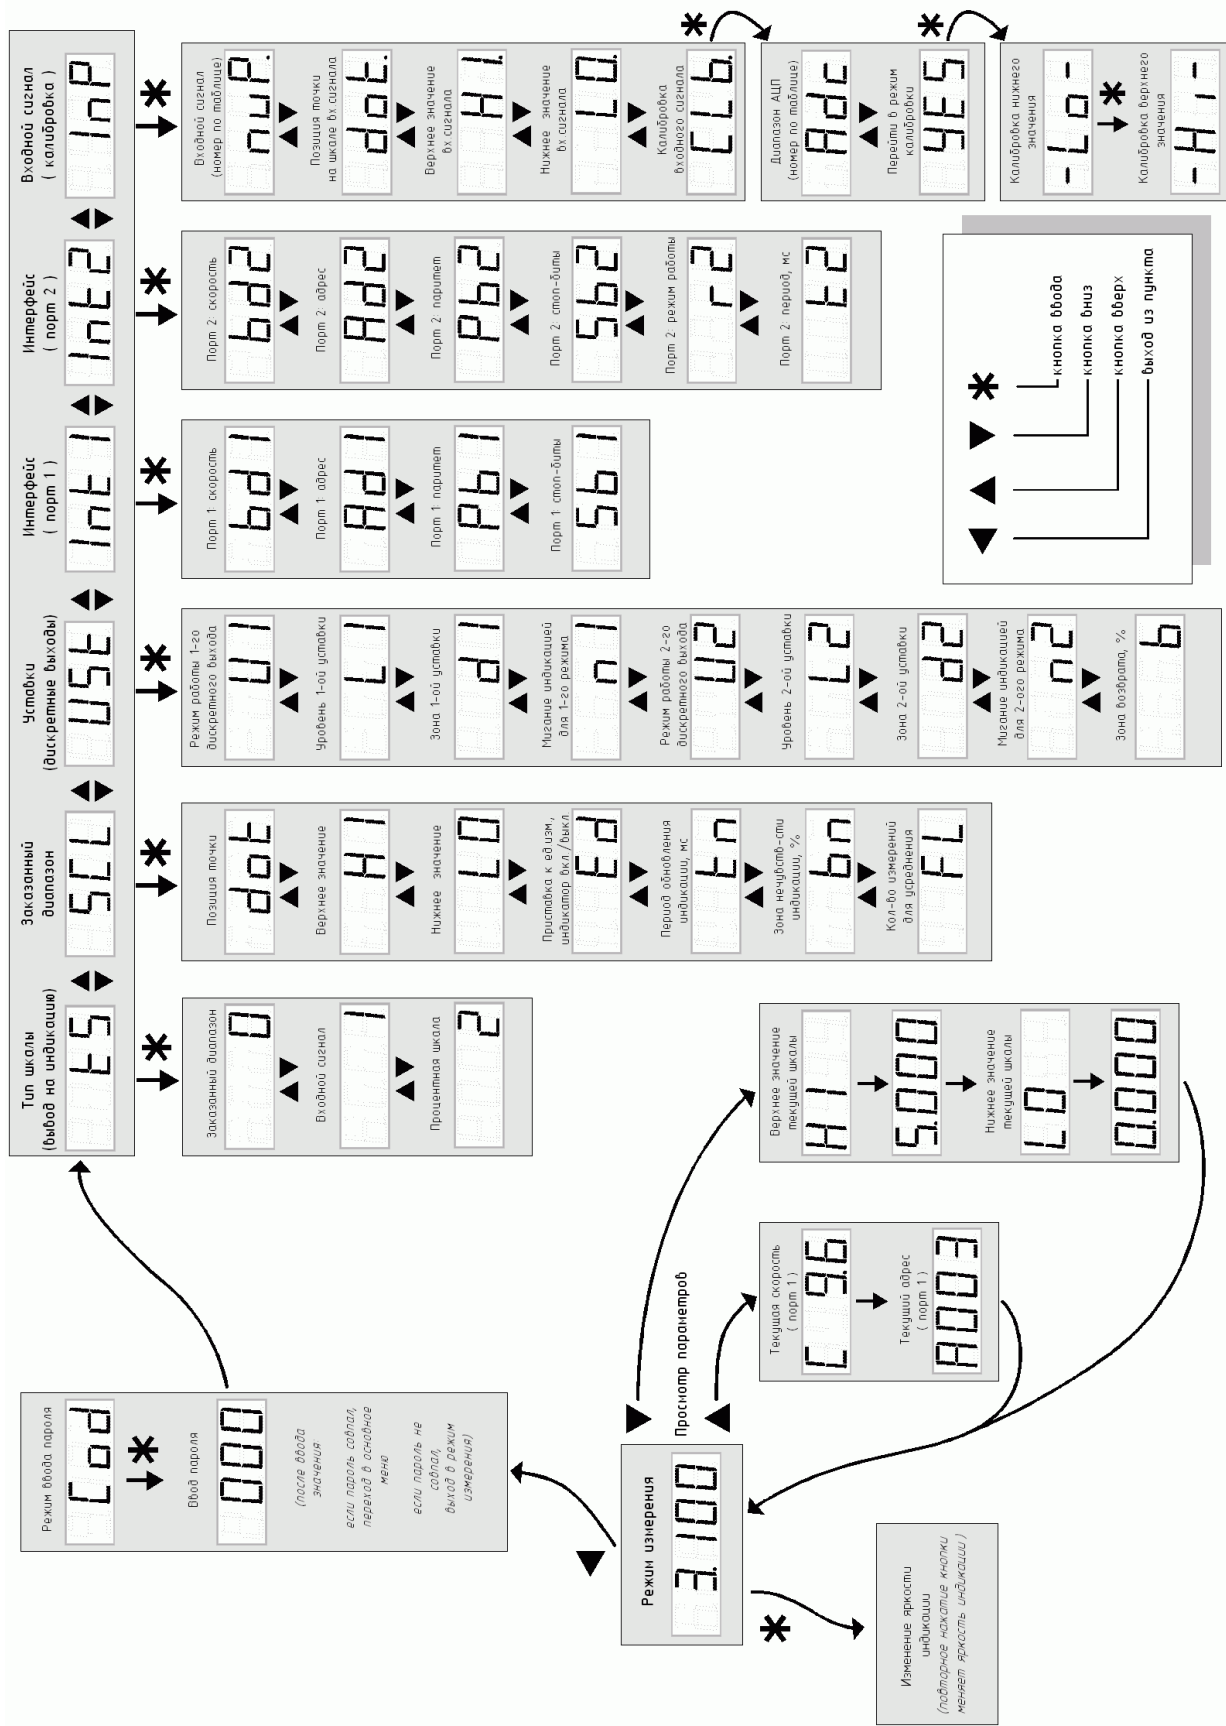 Тип шкалы
(вывод на индикацию)
tS
Заказанный
диапазон
SCL
Уставки
(дискретные выходы)
USt
Интерфейс
( порт 1 )
Int1
Интерфейс
( порт 2 )
Int2
Входной сигнал
( калибровка )
InP
Заказанный диапазон
0
Входной сигнал
1
Процентная шкала
2
Позиция точки
dot
Верхнее значение
HI
Нижнее значение
LO
Приставка к ед.изм.,
индикатор вкл./выкл.
Ed
Период обновления
индикации, мс
tn
Зона нечувств-сти
индикации, %
bn
Кол-во измерений
для усреднения
FL
Режим работы 1-го
дискретного выхода
U1
Уровень 1-ой уставки
L1
Зона 1-ой уставки
d1
Мигание индикацией
для 1-го режима
n1
Режим работы 2-го
дискретного выхода
U2
Уровень 2-ой уставки
L2
Зона 2-ой уставки
d2
Мигание индикацией
для 2-ого режима
n2
Зона возврата, %
b
Порт 1 скорость
bd1
Порт 1 адрес
Ad1
Порт 1 паритет
Pb1
Порт 1 стоп-биты
Sb1
Порт 2 скорость
bd2
Порт 2 адрес
Ad2
Порт 2 паритет
Pb2
Порт 2 стоп-биты
Sb2
Порт 2 режим работы
r2
Порт 2 период, мс
t2
Входной сигнал
(номер по таблице)
nuP.
Позиция точки
на шкале вх.сигнала
dot.
Верхнее значение
вх.сигнала
HI.
Нижнее значение
вх.сигнала
LO.
Калибровка
входного сигнала
CLb.
Диапазон АЦП
(номер по таблице)
Adc
Перейти в режим
калибровки
YES
Калибровка нижнего
значения
-Lo-
Калибровка верхнего
значения
-Hi-
кнопка ввода
кнопка вниз
кнопка вверх
выход из пункта
Режим ввода пароля
Cod
Ввод пароля
000
(после ввода
значения:
если пароль совпал,
переход в основное
меню
если пароль не
совпал,
выход в режим
измерения)
Режим измерения
3.100
Просмотр параметров
Изменение яркости
индикации
(повторное нажатие кнопки
меняет яркость индикации)
Текущая скорость
( порт 1 )
C 9.6
Текущий адрес
( порт 1 )
A003
Верхнее значение
текущей шкалы
HI
5.000
Нижнее значение
текущей шкалы
LO
0.000